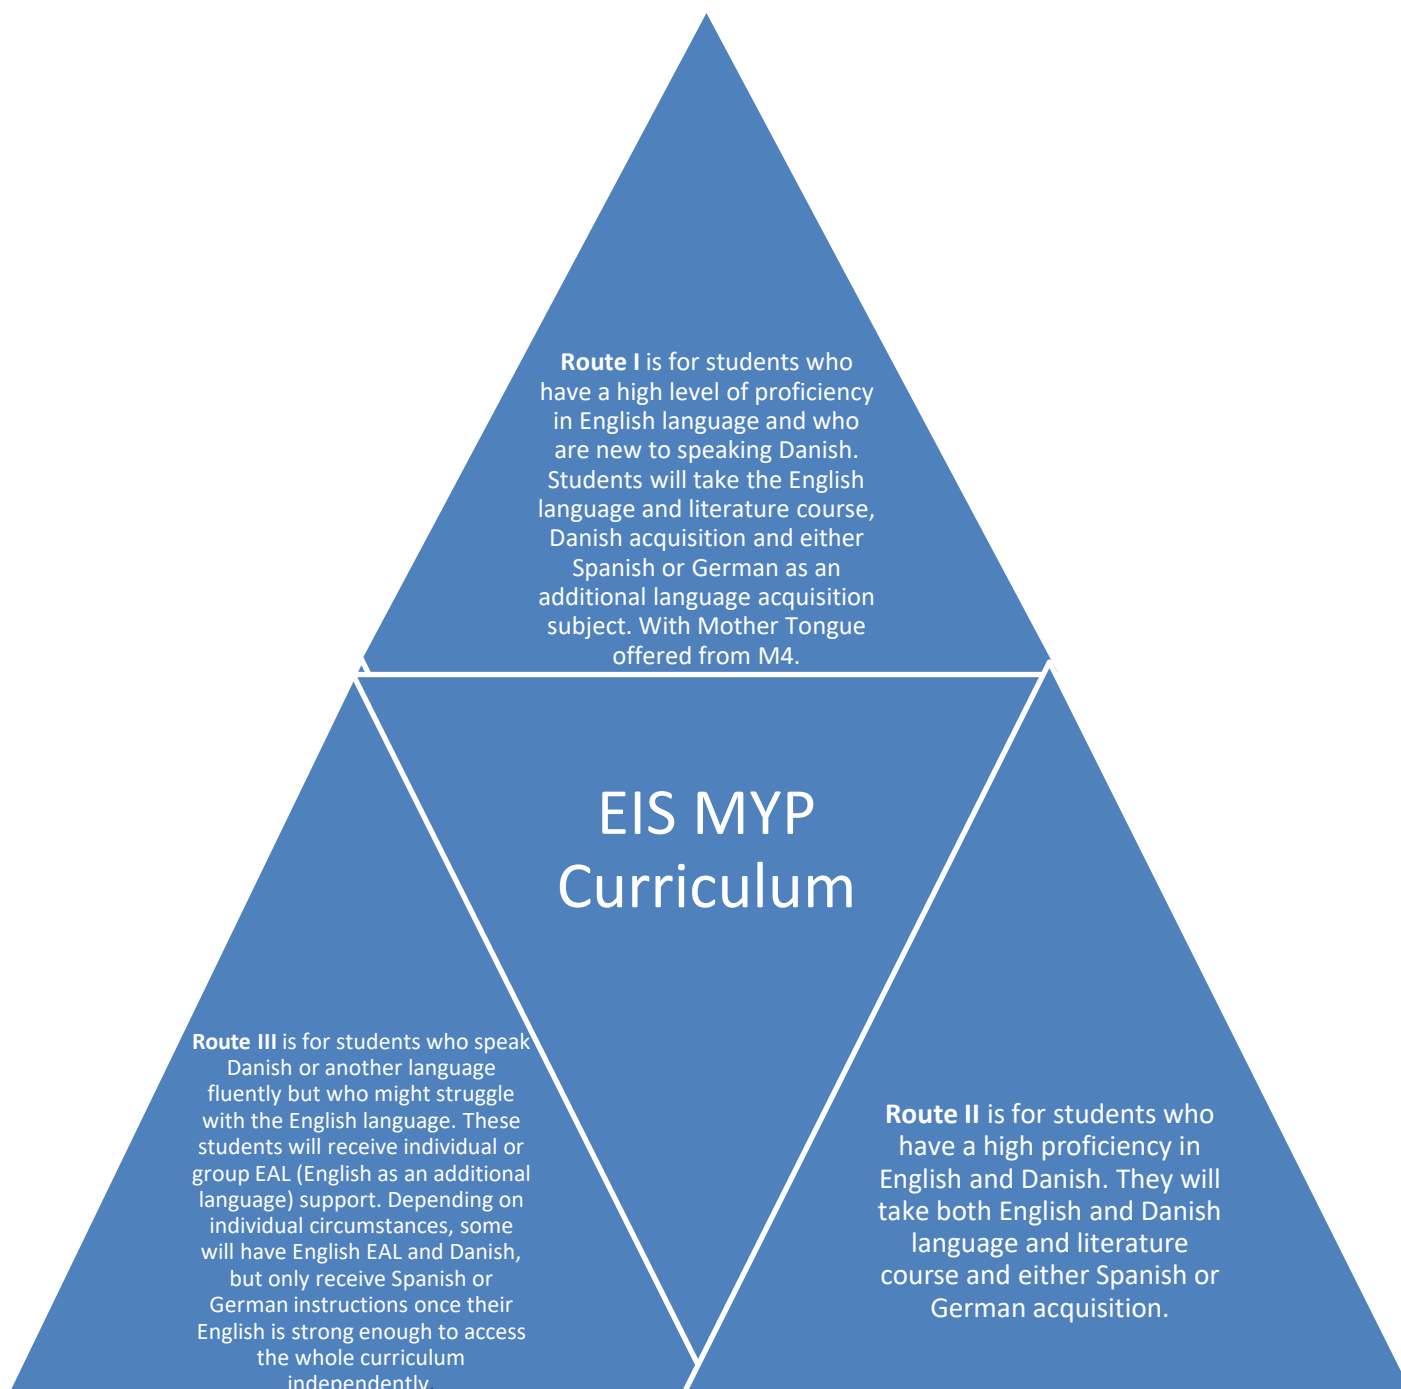 Route I is for students who
have a high level of proficiency
in English language and who
are new to speaking Danish.
Students will take the English
language and literature course,
Danish acquisition and either
Spanish or German as an
additional language acquisition
subject. With Mother Tongue
offered from M4.
EIS MYP
Curriculum
Route III is for students who speak
Danish or another language
fluently but who might struggle
with the English language. These
students will receive individual or
group EAL (English as an additional
language) support. Depending on
individual circumstances, some
will have English EAL and Danish,
but only receive Spanish or
German instructions once their
English is strong enough to access
the whole curriculum
independently.
Route II is for students who
have a high proficiency in
English and Danish. They will
take both English and Danish
language and literature
course and either Spanish or
German acquisition.